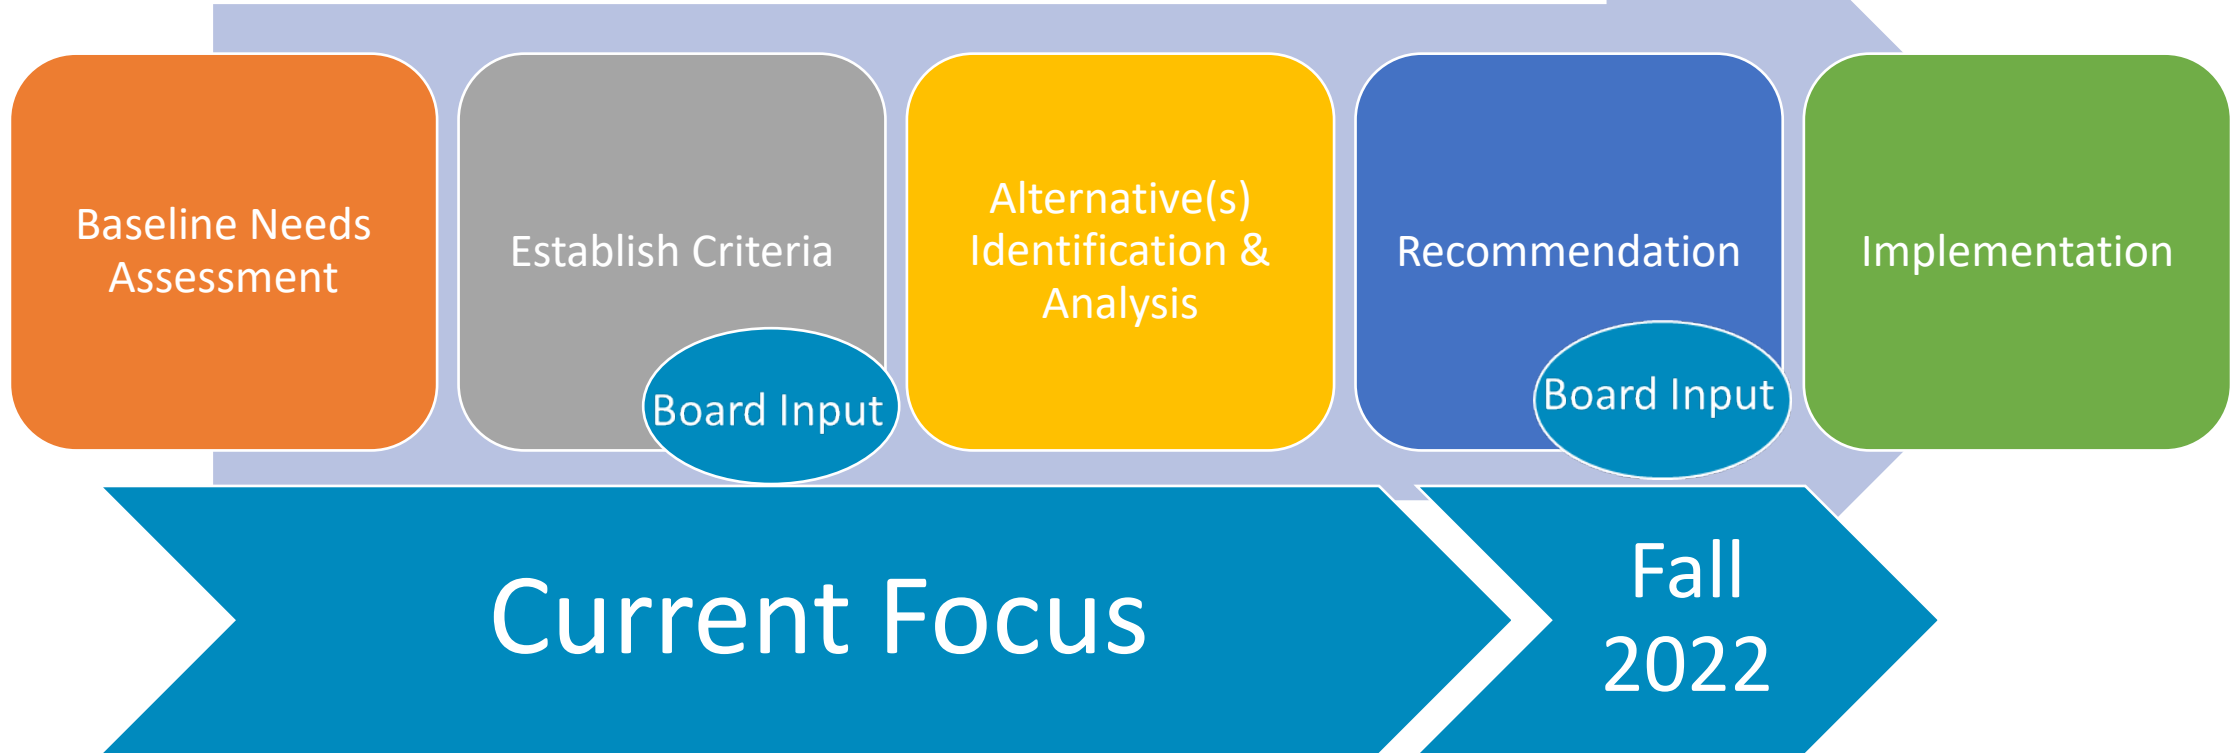 Baseline Needs
Assessment
Establish Criteria
Board Input
Alternative(s)
Identification &
Analysis
Recommendation
Board Input
Implementation
Current Focus
Fall
2022